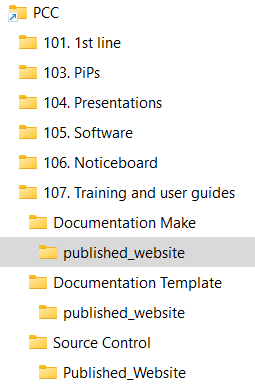 PCC
101. 1st line
103. PiPs
104. Presentations
105. Software
106. Noticeboard
107. Training and user guides
Documentation Make
published_website
Documentation Template
published_website
Source Control
Published_Website